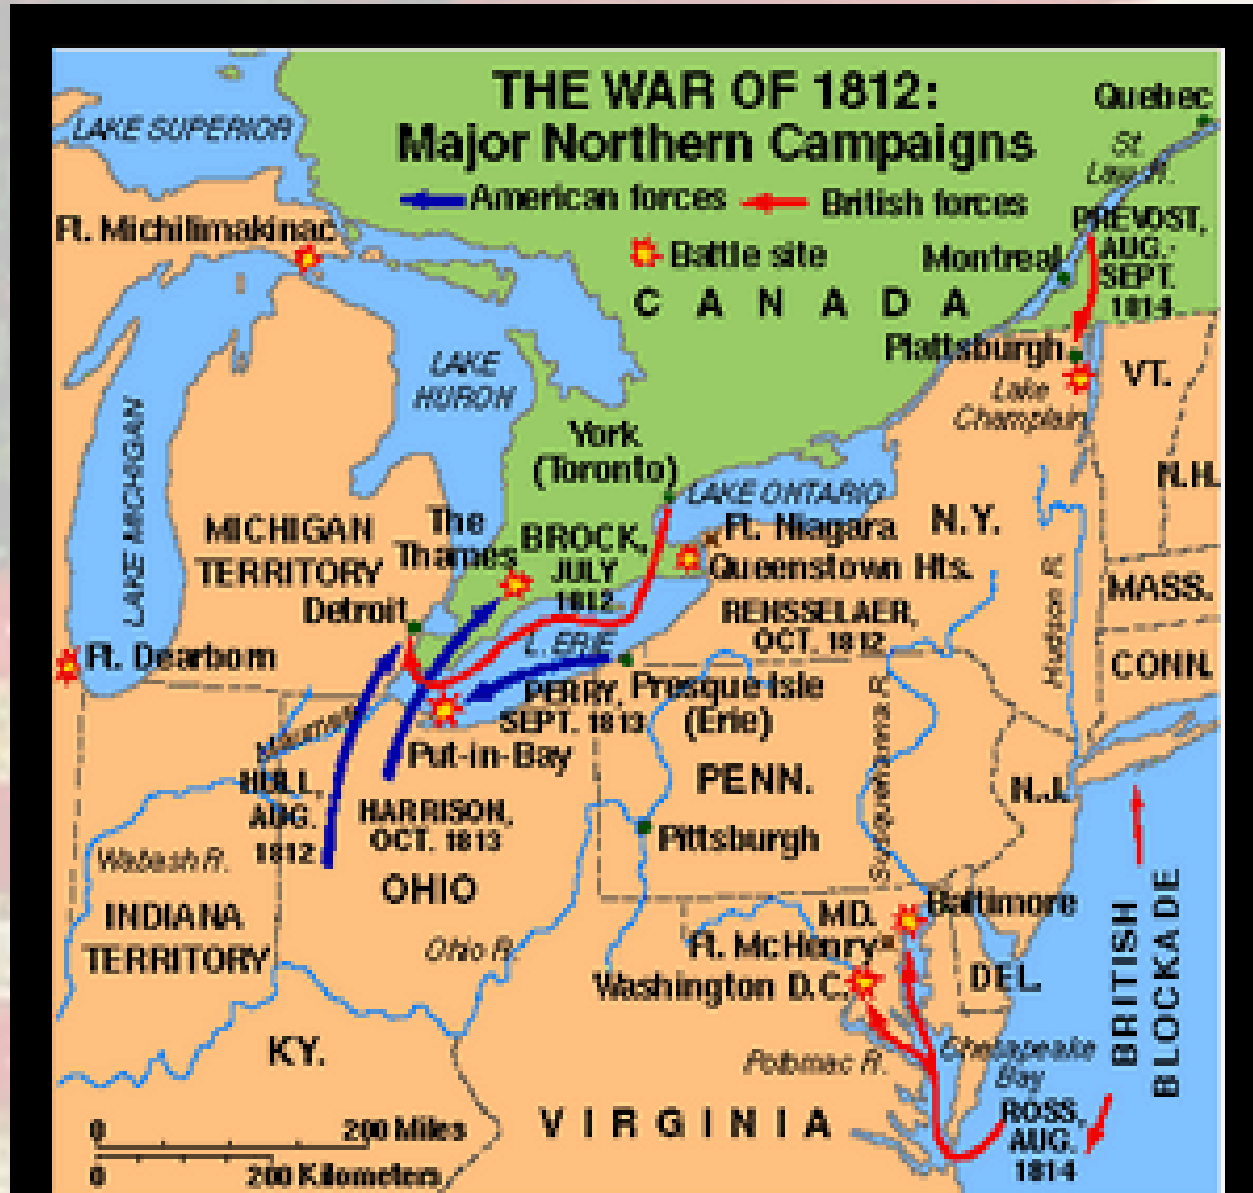 THE WAR OF 1812:
Major Northern Campaigns
American forces
British forces
Battle site
Quebec
St.
Law. R.
LAKE SUPERIOR
Ft. Michilimakinac
PREVOST,
AUG.-
SEPT.
1814
Montreal
C A N A D A
Plattsburgh
Lake
Champlain
VT.
N.H.
LAKE
HURON
LAKE MICHIGAN
York
(Toronto)
LAKE ONTARIO
N.Y.
MICHIGAN
TERRITORY
The
Thames
BROCK,
JULY
1812
Ft. Niagara
Queenstown Hts.
MASS.
Detroit
RENSSELAER,
OCT. 1812
Hudson R.
CONN.
Ft. Dearborn
L. ERIE
PERRY,
SEPT. 1813
Presque Isle
(Erie)
Maumee
Put-in-Bay
Susquehanna R.
HULL,
AUG.
1812
HARRISON,
OCT. 1813
PENN.
N.J.
Pittsburgh
Wabash R.
OHIO
INDIANA
TERRITORY
Ohio R.
MD.
Baltimore
Ft. McHenry
Washington D.C.
DEL.
BRITISH
BLOCKADE
KY.
Potomac R.
Chesapeake
Bay
ROSS,
AUG.
1814
V I R G I N I A
0 200 Miles
0 200 Kilometers